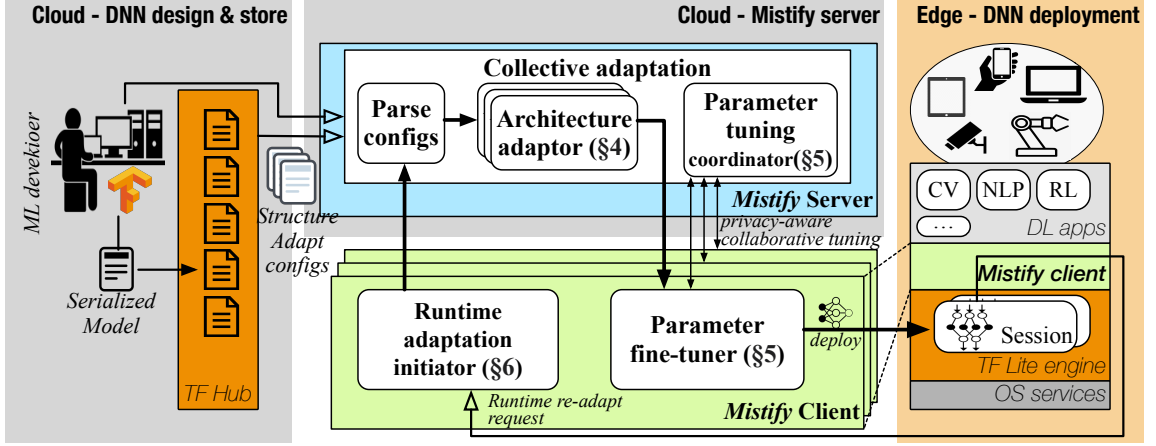 Cloud - DNN design & store
Cloud - Mistify server
Edge - DNN deployment
ML devekioer
Serialized
Model
TF Hub
Structure
Adapt
configs
Collective adaptation
Parse
configs
Architecture
adaptor (§4)
Parameter
tuning
coordinator(§5)
Mistify Server
privacy-aware
collaborative tuning
Runtime
adaptation
initiator (§6)
Parameter
fine-tuner (§5)
deploy
Runtime re-adapt
request
Mistify Client
CV
NLP
RL
...
DL apps
Mistify client
Session
TF Lite engine
OS services